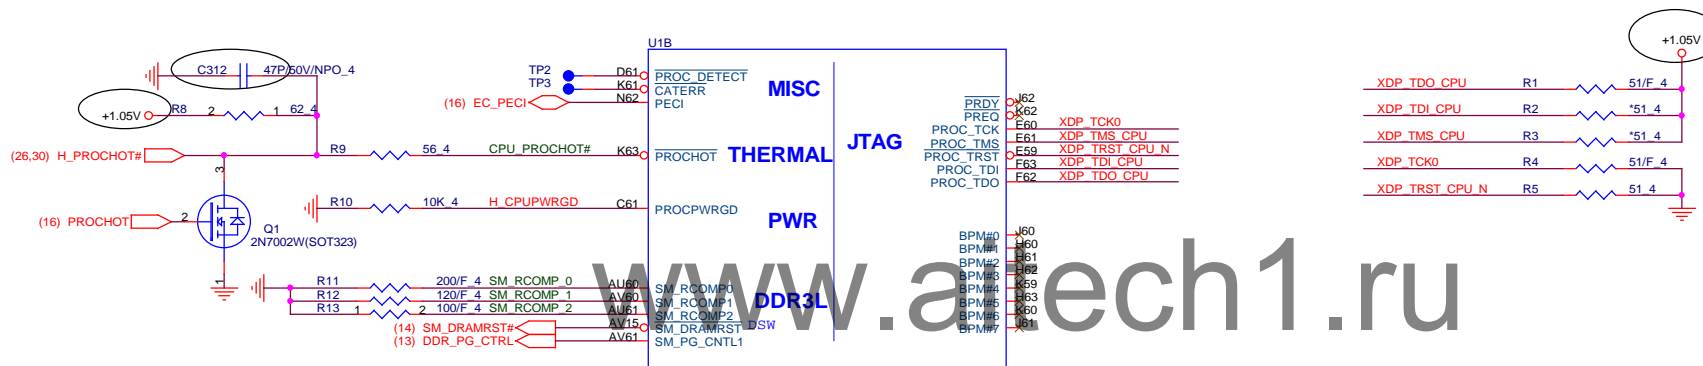 U1B
C312
47P/50V/NPO_4
+1.05V
R8
2
1
62_4
(26,30) H_PROCHOT#
R9
56_4
CPU_PROCHOT#
K63
PROCHOT
3
(16) PROCHOT
2
Q1
2N7002W(SOT323)
1
TP2
TP3
(16) EC_PECI
D61
K61
N62
PROC_DETECT
CATERR
PECI
MISC
THERMAL
JTAG
PWR
DDR3L
R10
10K_4
H_CPUPWRGD
C61
PROCPWRGD
R11
200/F_4
SM_RCOMP_0
AU60
SM_RCOMP0
R12
120/F_4
SM_RCOMP_1
AV60
SM_RCOMP1
R13
1
2
100/F_4
SM_RCOMP_2
AU61
SM_RCOMP2
(14) SM_DRAMRST#
AV15
SM_DRAMRST
DSW
(13) DDR_PG_CTRL
AV61
SM_PG_CNTL1
PRDY
J62
PREQ
K62
PROC_TCK
E60
XDP_TCK0
PROC_TMS
E61
XDP_TMS_CPU
PROC_TRST
E59
XDP_TRST_CPU_N
PROC_TDI
F63
XDP_TDI_CPU
PROC_TDO
F62
XDP_TDO_CPU
BPM#0
J60
BPM#1
H60
BPM#2
H61
BPM#3
H62
BPM#4
K59
BPM#5
H63
BPM#6
K60
BPM#7
J61
+1.05V
XDP_TDO_CPU
R1
51/F_4
XDP_TDI_CPU
R2
*51_4
XDP_TMS_CPU
R3
*51_4
XDP_TCK0
R4
51/F_4
XDP_TRST_CPU_N
R5
51_4
www.aitech1.ru